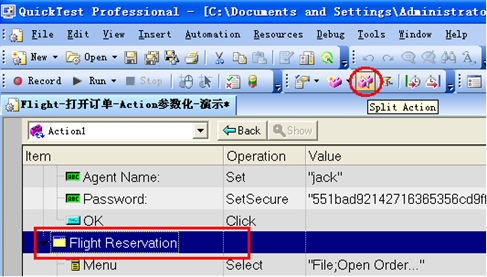 QuickTest Professional - [C:\Documents and Settings\Administrato
File Edit View Insert Automation Resources Debug Tools Window Help
New Open
Record Run Stop
Split Action
Flight-打开订单-Action参数化-演示*
Action1 Back Show
Item Operation Value
Agent Name: Set "jack"
Password: SetSecure "551bad92142716365356cd9ff
OK Click
Flight Reservation
Menu Select "File;Open Order..."